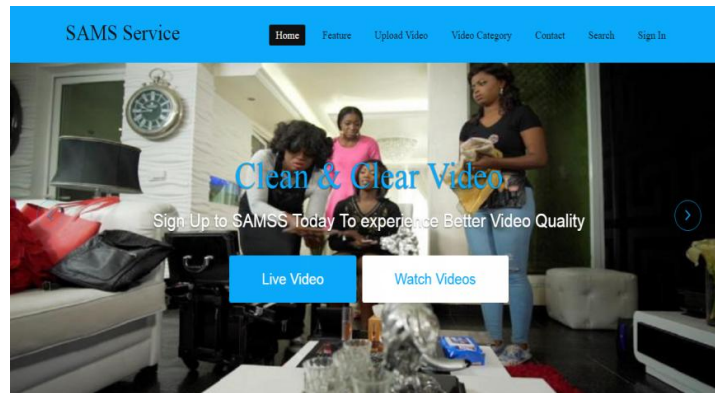 SAMS Service
Home Feature Upload Video Video Category Contact Search Sign In
Clean & Clear Video
Sign Up to SAMSS Today To experience Better Video Quality
Live Video Watch Videos